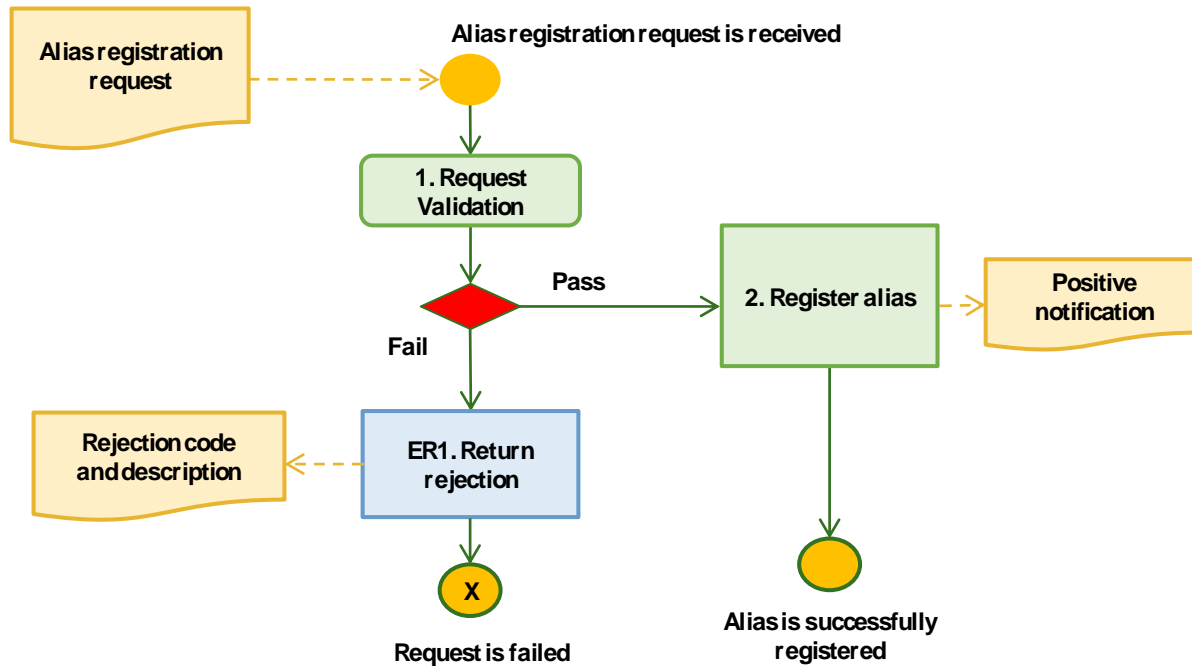 Alias registration request is received
Alias registration
request
1. Request
Validation
Pass
2. Register alias
Positive
notification
Fail
Rejection code
and description
ER1. Return
rejection
X
Request is failed
Alias is successfully
registered